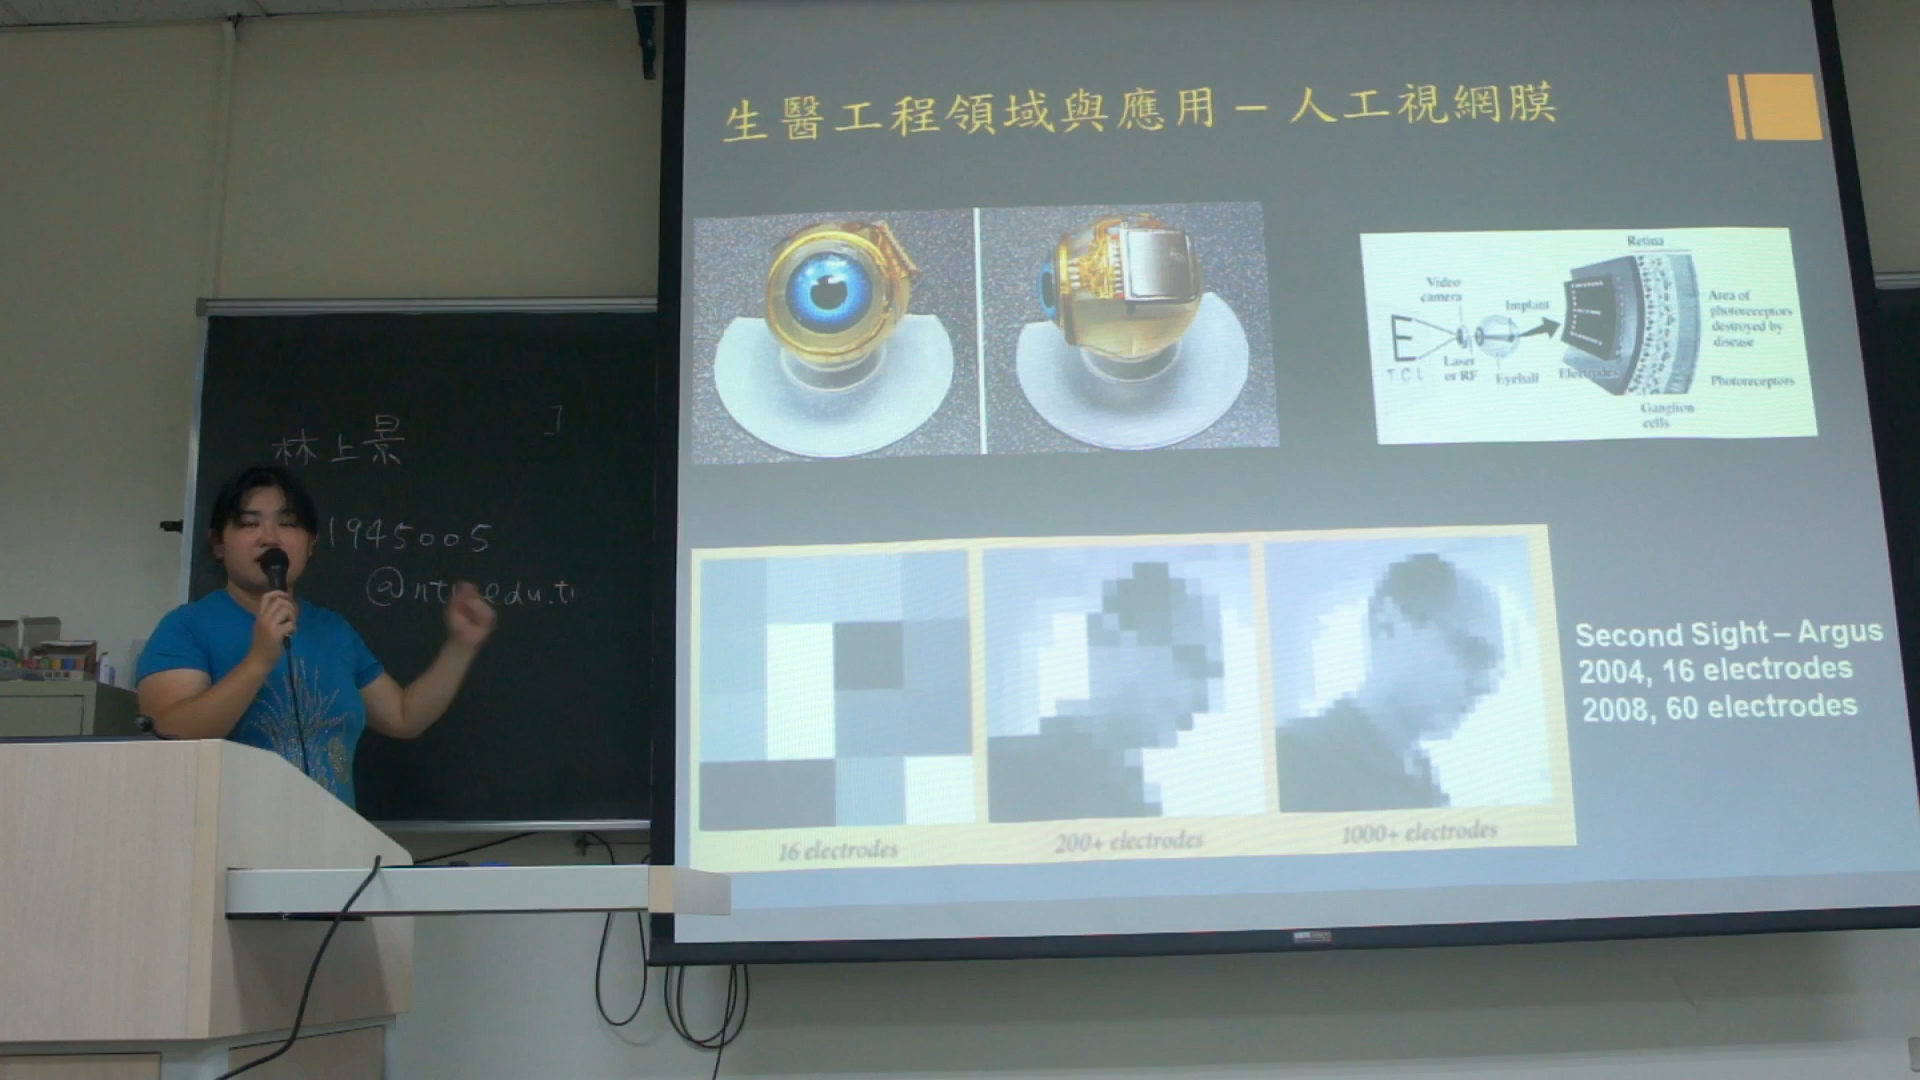 生醫工程領域與應用 – 人工視網膜
Retina
Video
camera
Implant
Area of
photoreceptors
destroyed by
disease
E
T C L
Laser
or RF
Eyeball
Electrodes
Photoreceptors
Ganglion
cells
林上景
1945005
edu.t
Second Sight – Argus
2004, 16 electrodes
2008, 60 electrodes
16 electrodes
200+ electrodes
1000+ electrodes